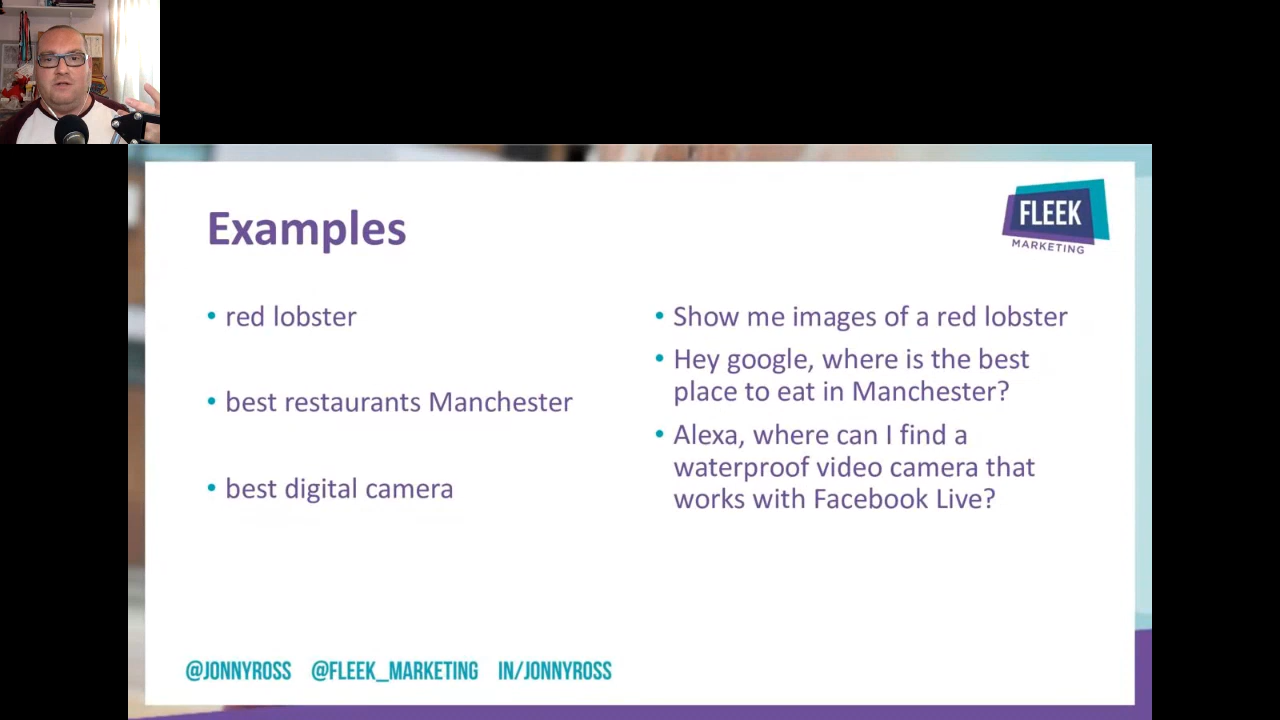 Examples
FLEEK
MARKETING
• red lobster
• best restaurants Manchester
• best digital camera
• Show me images of a red lobster
• Hey google, where is the best
place to eat in Manchester?
• Alexa, where can I find a
waterproof video camera that
works with Facebook Live?
@JONNYROSS @FLEEK_MARKETING IN/JONNYROSS